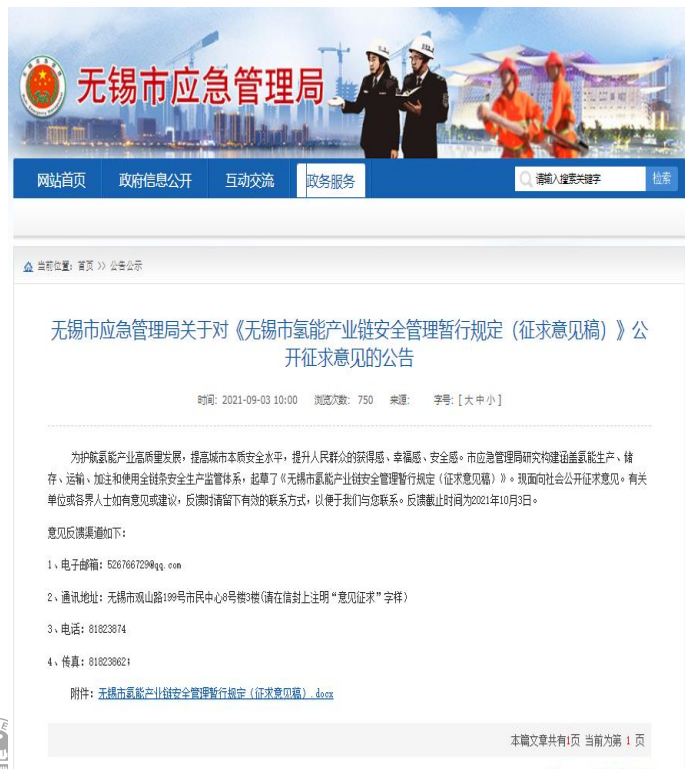 无锡市应急管理局
网站首页 政府信息公开 互动交流 政务服务 请输入搜索关键字 检索
当前位置：首页 >> 公告公示
无锡市应急管理局关于对《无锡市氢能产业链安全管理暂行规定（征求意见稿）》公
开征求意见的公告
时间：2021-09-03 10:00 浏览次数：750 来源： 字号：[ 大 中 小 ]
为护航氢能产业高质量发展，提高城市本质安全水平，提升人民群众的获得感、幸福感、安全感。市应急管理局研究构建涵盖氢能生产、储
存、运输、加注和使用全链条安全生产监管体系，起草了《无锡市氢能产业链安全管理暂行规定（征求意见稿）》。现面向社会公开征求意见。有关
单位或各界人士如有意见或建议，反馈时请留下有效的联系方式，以便于我们与您联系。反馈截止时间为2021年10月3日。
意见反馈渠道如下：
1、电子邮箱：526766729@qq.com
2、通讯地址：无锡市观山路199号市民中心8号楼3楼(请在信封上注明“意见征求”字样)
3、电话：81823874
4、传真：81823862；
附件：无锡市氢能产业链安全管理暂行规定（征求意见稿）.docx
本篇文章共有1页 当前为第 1 页